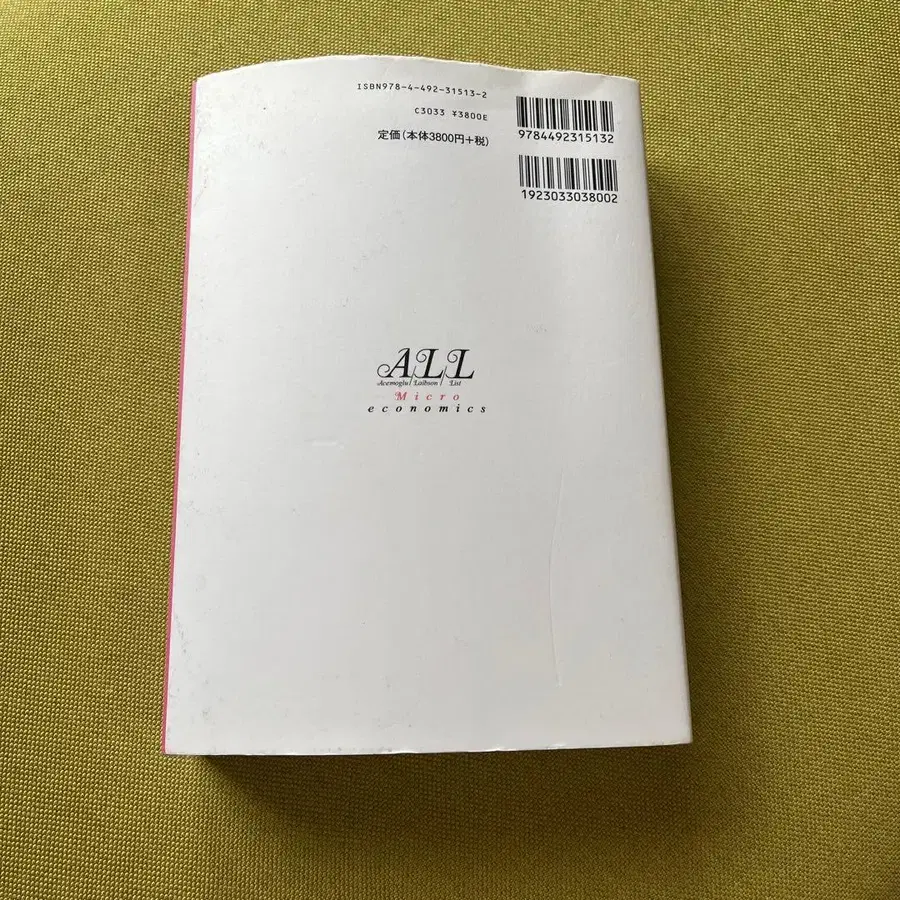 ISBN978-4-492-31513-2
C3033 ¥3800E
定価(本体3800円+税)
9784492315132
1923033038002
ALL
Acemoglu/Laibson/List
Micro
economics